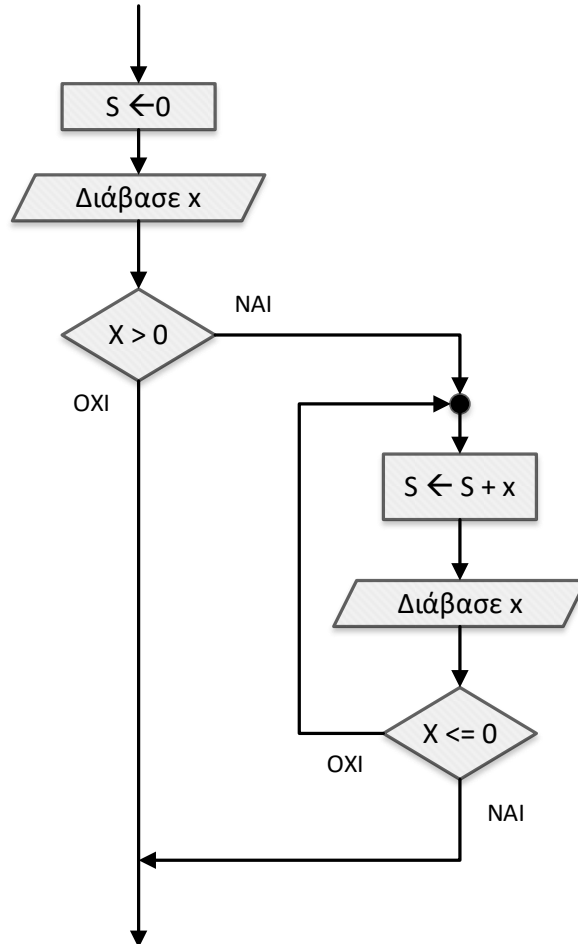 S ←0
Διάβασε x
X > 0
ΝΑΙ
ΟΧΙ
S ← S + x
Διάβασε x
X <= 0
ΟΧΙ
ΝΑΙ